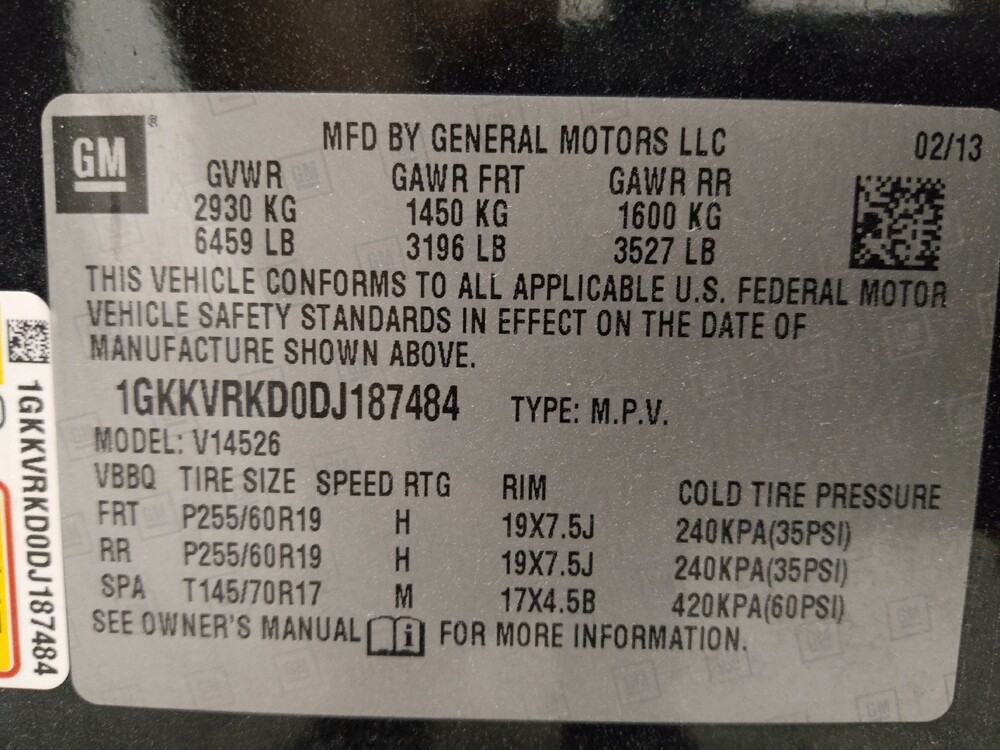 GM®
MFD BY GENERAL MOTORS LLC 02/13
GVWR GAWR FRT GAWR RR
2930 KG 1450 KG 1600 KG
6459 LB 3196 LB 3527 LB
THIS VEHICLE CONFORMS TO ALL APPLICABLE U.S. FEDERAL MOTOR
VEHICLE SAFETY STANDARDS IN EFFECT ON THE DATE OF
MANUFACTURE SHOWN ABOVE.
1GKKVRKD0DJ187484 TYPE: M.P.V.
MODEL: V14526
VBBQ TIRE SIZE SPEED RTG RIM COLD TIRE PRESSURE
FRT P255/60R19 H 19X7.5J 240KPA(35PSI)
RR P255/60R19 H 19X7.5J 240KPA(35PSI)
SPA T145/70R17 M 17X4.5B 420KPA(60PSI)
SEE OWNER'S MANUAL FOR MORE INFORMATION.
1GKKVRKD0DJ187484